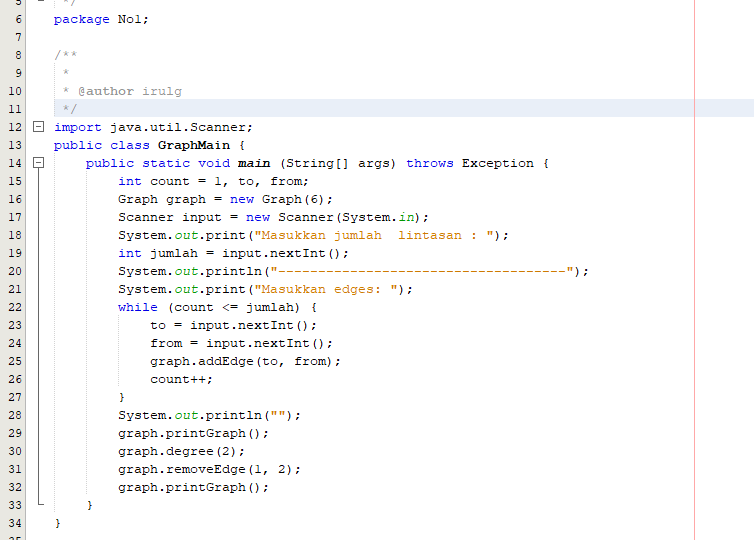 5 */
6 package No1;
7
8 /**
9 *
10 * @author irulg
11 */
12 import java.util.Scanner;
13 public class GraphMain {
14 public static void main (String[] args) throws Exception {
15 int count = 1, to, from;
16 Graph graph = new Graph(6);
17 Scanner input = new Scanner(System.in);
18 System.out.print("Masukkan jumlah  lintasan : ");
19 int jumlah = input.nextInt();
20 System.out.println("------------------------------------");
21 System.out.print("Masukkan edges: ");
22 while (count <= jumlah) {
23 to = input.nextInt();
24 from = input.nextInt();
25 graph.addEdge(to, from);
26 count++;
27 }
28 System.out.println("");
29 graph.printGraph();
30 graph.degree(2);
31 graph.removeEdge(1, 2);
32 graph.printGraph();
33 }
34 }
35